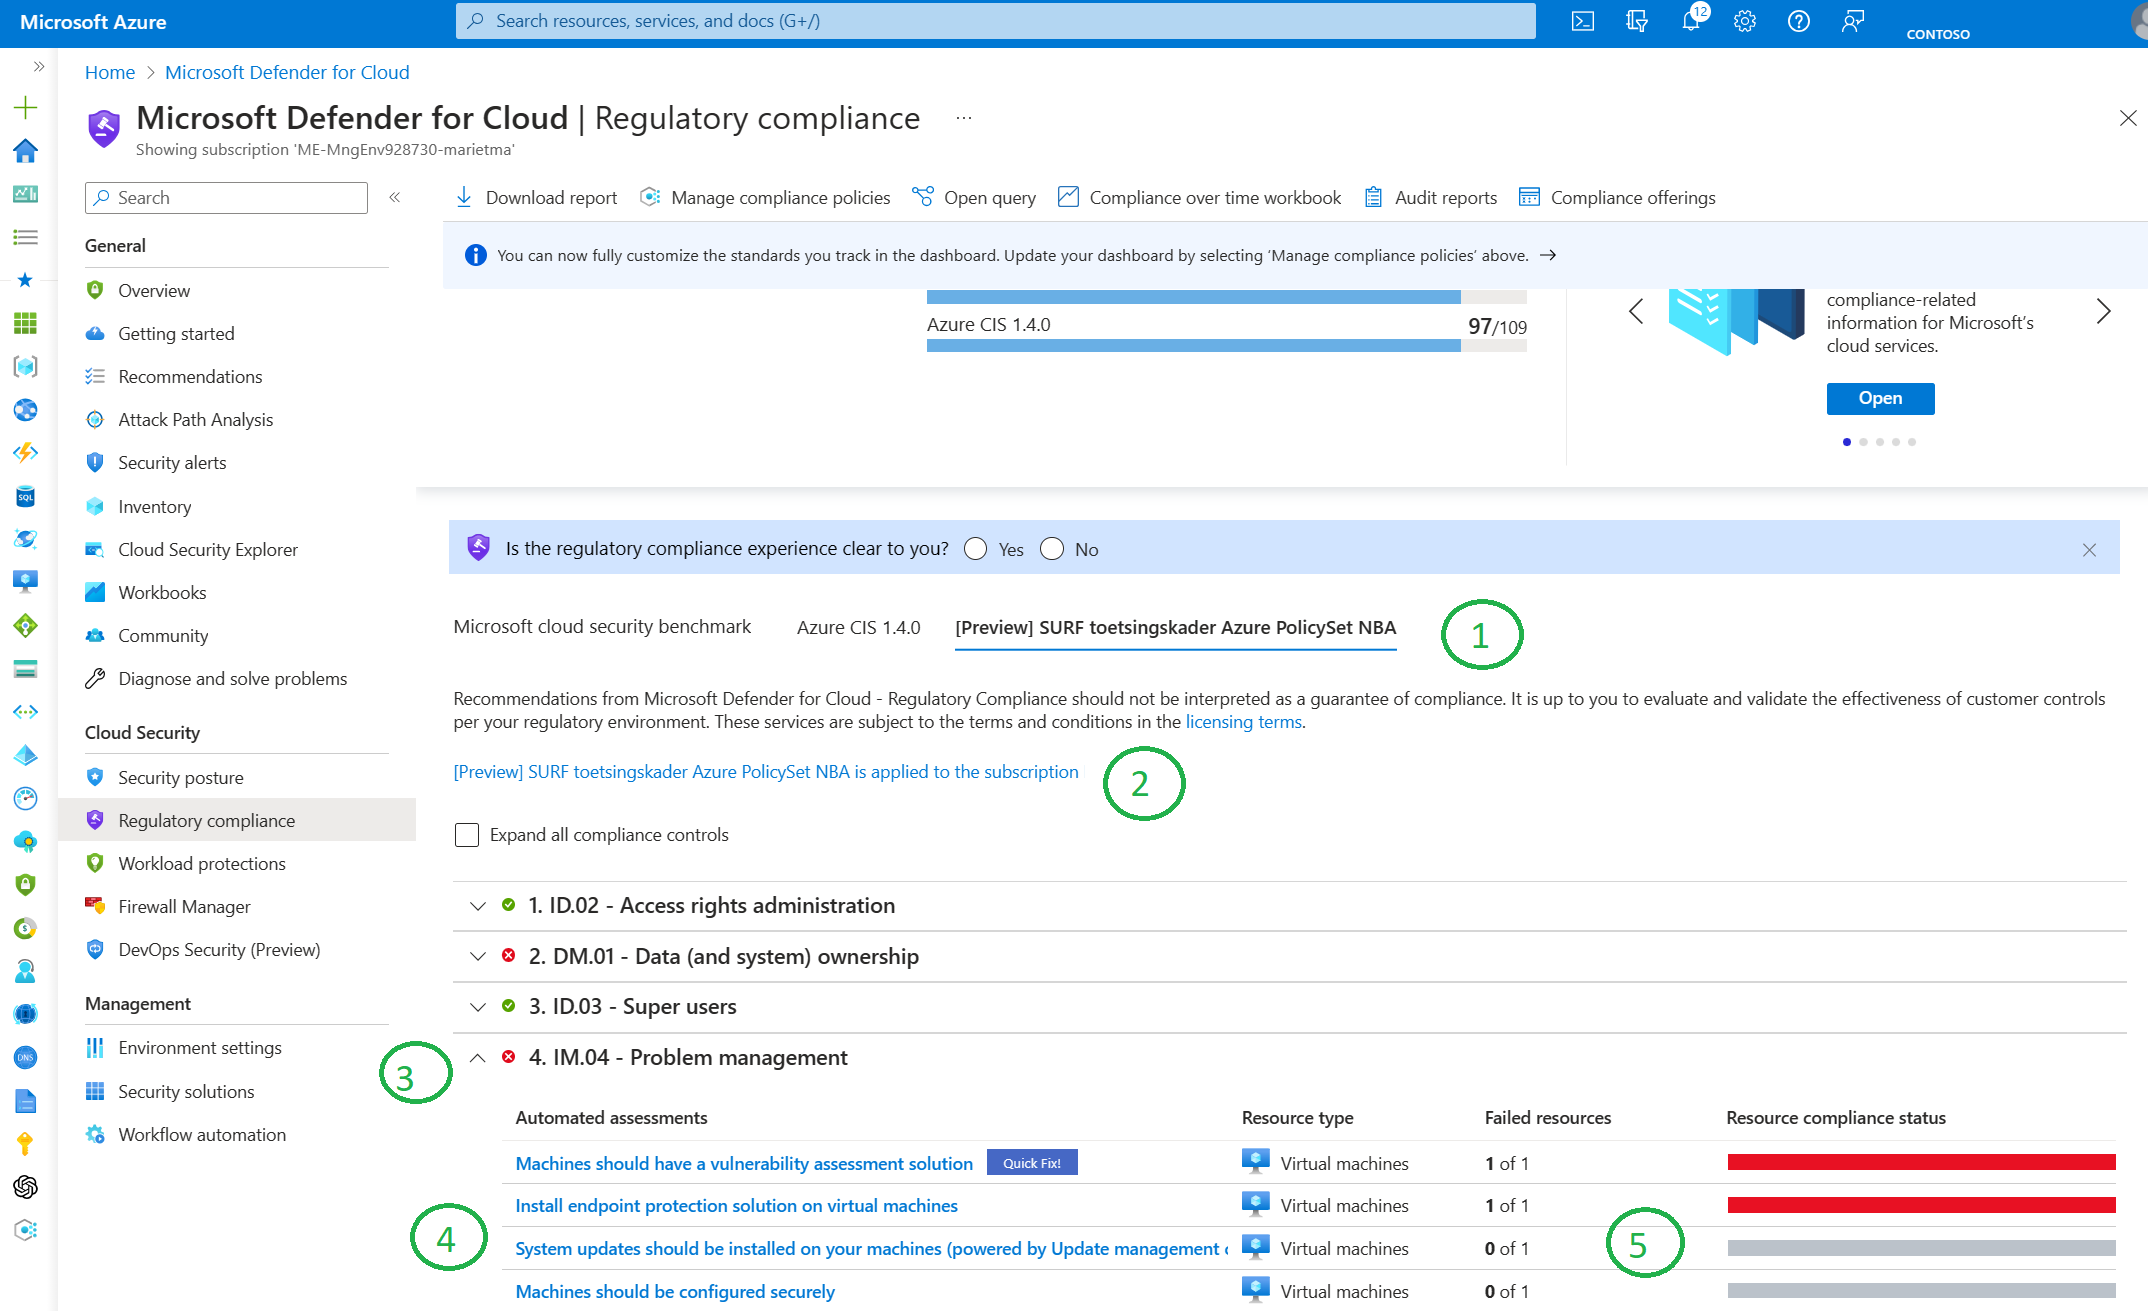 Microsoft Azure
Search resources, services, and docs (G+/)
12
CONTOSO
Home > Microsoft Defender for Cloud
Microsoft Defender for Cloud | Regulatory compliance ...
Showing subscription 'ME-MngEnv928730-marietma'
Search
General
Overview
Getting started
Recommendations
Attack Path Analysis
Security alerts
Inventory
Cloud Security Explorer
Workbooks
Community
Diagnose and solve problems
Cloud Security
Security posture
Regulatory compliance
Workload protections
Firewall Manager
DevOps Security (Preview)
Management
Environment settings
Security solutions
Workflow automation
SQL
DNS
Download report Manage compliance policies Open query Compliance over time workbook Audit reports Compliance offerings
You can now fully customize the standards you track in the dashboard. Update your dashboard by selecting ‘Manage compliance policies’ above. →
Azure CIS 1.4.0 97/109
compliance-related
information for Microsoft’s
cloud services.
Open
Is the regulatory compliance experience clear to you? Yes No
Microsoft cloud security benchmark Azure CIS 1.4.0 [Preview] SURF toetsingskader Azure PolicySet NBA 1
Recommendations from Microsoft Defender for Cloud - Regulatory Compliance should not be interpreted as a guarantee of compliance. It is up to you to evaluate and validate the effectiveness of customer controls
per your regulatory environment. These services are subject to the terms and conditions in the licensing terms.
[Preview] SURF toetsingskader Azure PolicySet NBA is applied to the subscription 2
Expand all compliance controls
1. ID.02 - Access rights administration
2. DM.01 - Data (and system) ownership
3. ID.03 - Super users
3 4. IM.04 - Problem management
Automated assessments Resource type Failed resources Resource compliance status
Machines should have a vulnerability assessment solution Quick Fix! Virtual machines 1 of 1
Install endpoint protection solution on virtual machines Virtual machines 1 of 1
4 System updates should be installed on your machines (powered by Update management Virtual machines 0 of 1 5
Machines should be configured securely Virtual machines 0 of 1